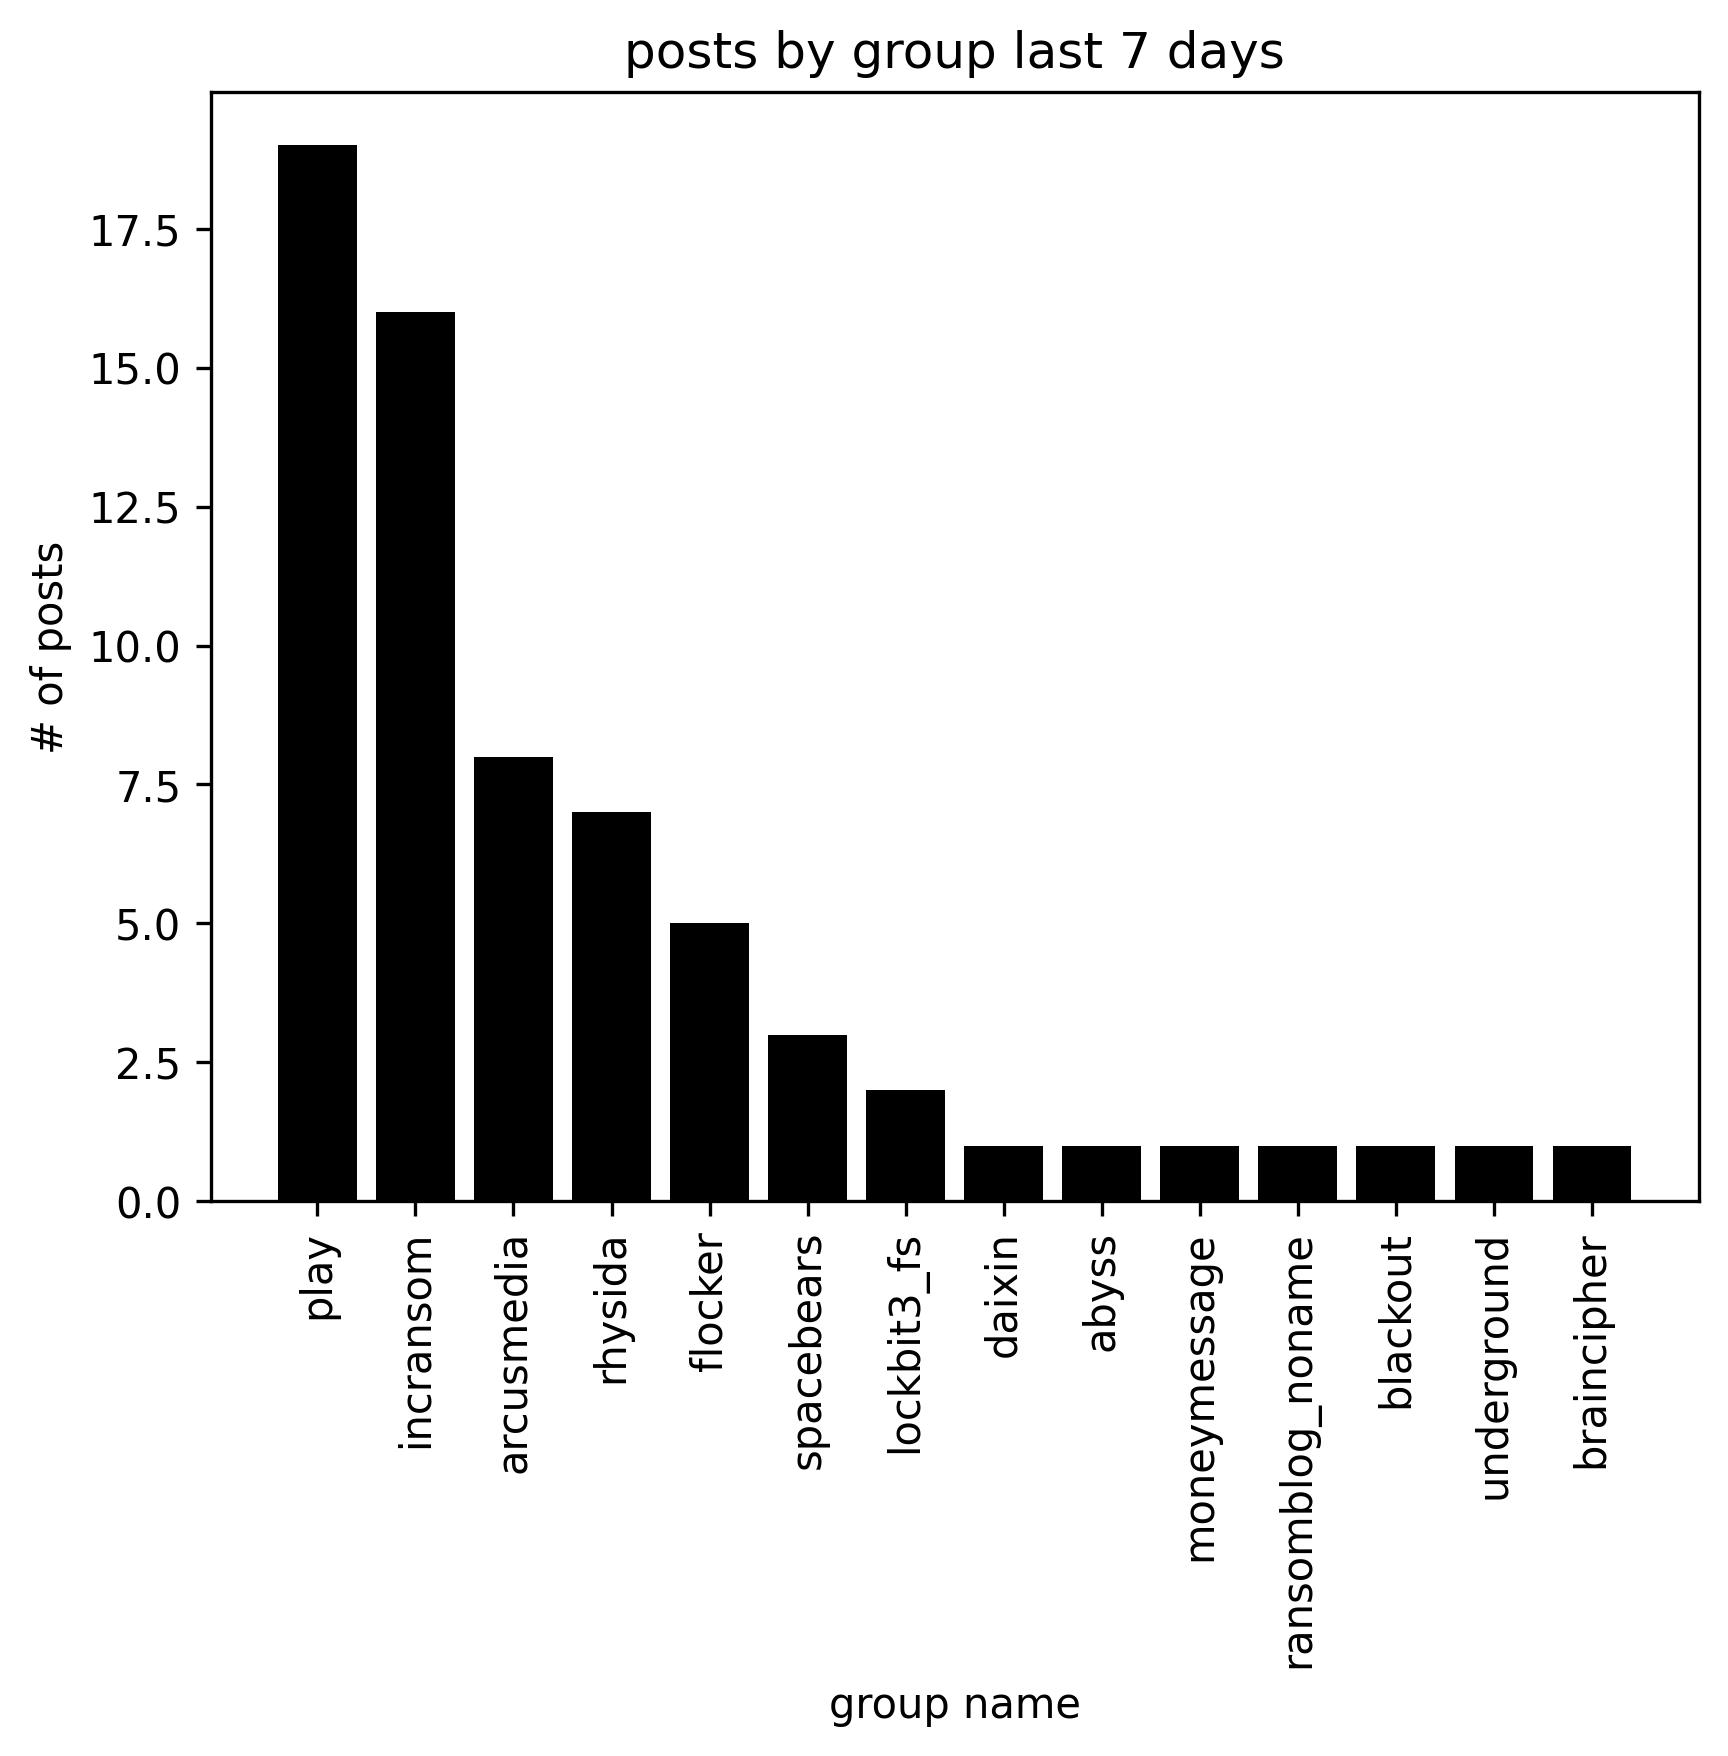 posts by group last 7 days
# of posts
17.5
15.0
12.5
10.0
7.5
5.0
2.5
0.0
play
incransom
arcusmedia
rhysida
flocker
spacebears
lockbit3_fs
daixin
abyss
moneymessage
ransomblog_noname
blackout
underground
braincipher
group name